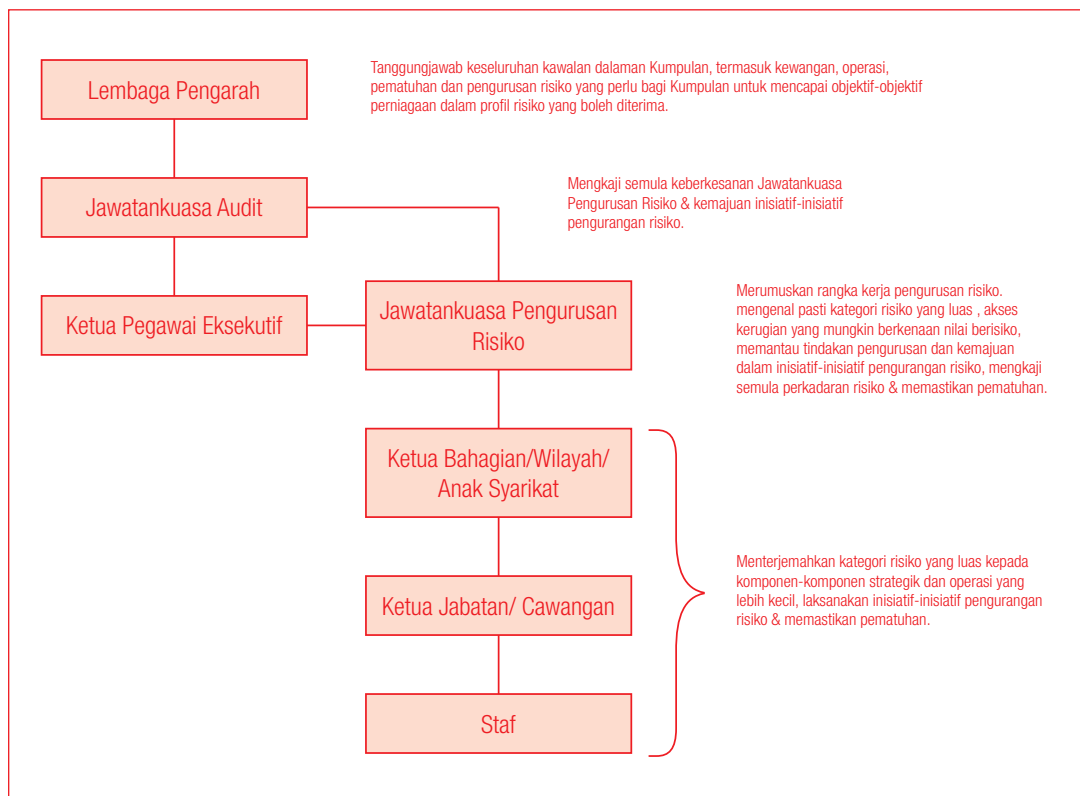 Lembaga Pengarah
Tanggungjawab keseluruhan kawalan dalaman Kumpulan, termasuk kewangan, operasi,
pematuhan dan pengurusan risiko yang perlu bagi Kumpulan untuk mencapai objektif-objektif
perniagaan dalam profil risiko yang boleh diterima.
Jawatankuasa Audit
Mengkaji semula keberkesanan Jawatankuasa
Pengurusan Risiko & kemajuan inisiatif-inisiatif
pengurangan risiko.
Ketua Pegawai Eksekutif
Jawatankuasa Pengurusan
Risiko
Merumuskan rangka kerja pengurusan risiko.
mengenal pasti kategori risiko yang luas , akses
kerugian yang mungkin berkenaan nilai berisiko,
memantau tindakan pengurusan dan kemajuan
dalam inisiatif-inisiatif pengurangan risiko, mengkaji
semula perkadaran risiko & memastikan pematuhan.
Ketua Bahagian/Wilayah/
Anak Syarikat
Ketua Jabatan/ Cawangan
Staf
Menterjemahkan kategori risiko yang luas kepada
komponen-komponen strategik dan operasi yang
lebih kecil, laksanakan inisiatif-inisiatif pengurangan
risiko & memastikan pematuhan.